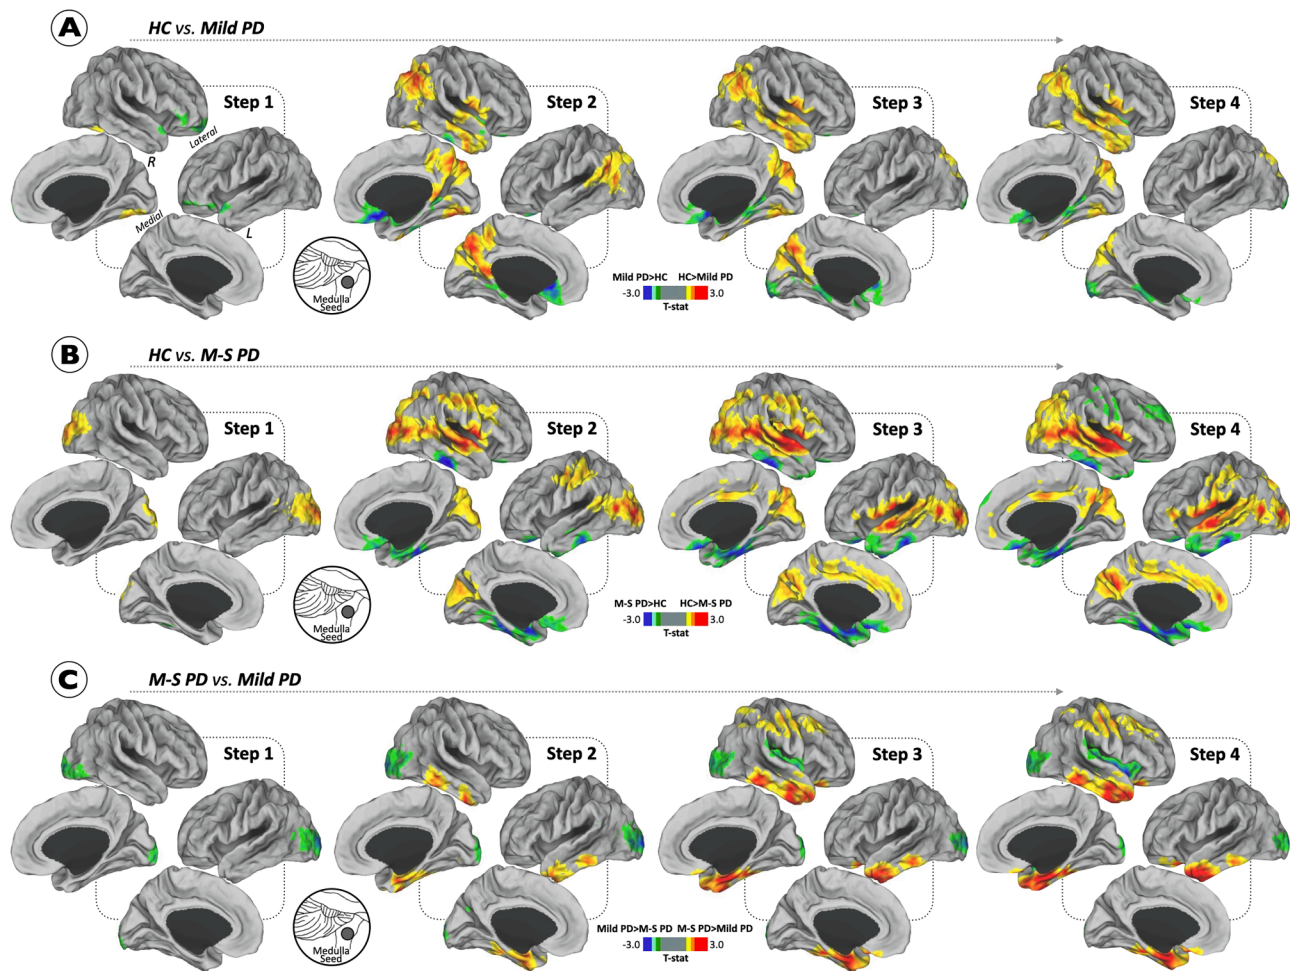 A
HC vs. Mild PD
Step 1
Step 2
Step 3
Step 4
Lateral
R
Medial
L
Medulla
Seed
Mild PD>HC HC>Mild PD
-3.0 3.0
T-stat
B
HC vs. M-S PD
Step 1
Step 2
Step 3
Step 4
Medulla
Seed
M-S PD>HC HC>M-S PD
-3.0 3.0
T-stat
C
M-S PD vs. Mild PD
Step 1
Step 2
Step 3
Step 4
Medulla
Seed
Mild PD>M-S PD M-S PD>Mild PD
-3.0 3.0
T-stat